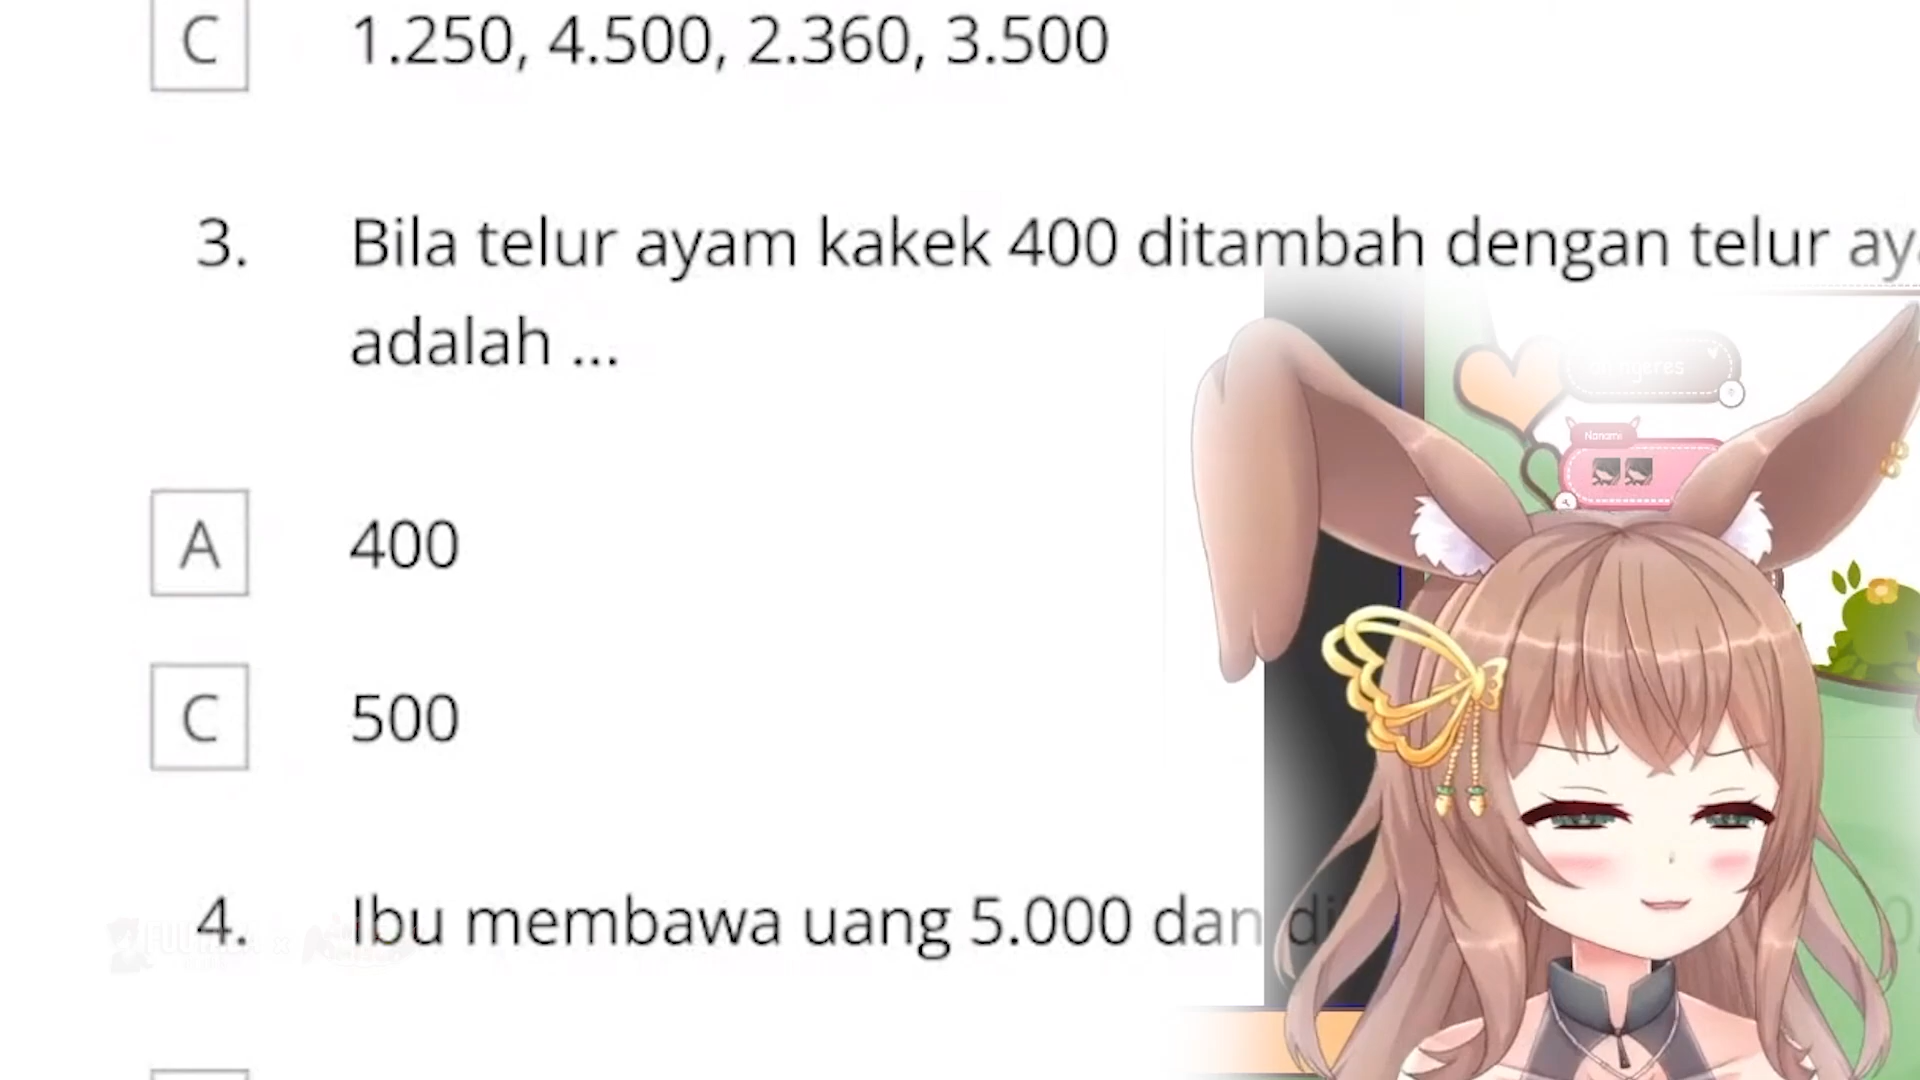 C 1.250, 4.500, 2.360, 3.500
3. Bila telur ayam kakek 400 ditambah dengan telur
adalah ...
A 400
C 500
Nanami
4. Ibu membawa uang 5.000 dan